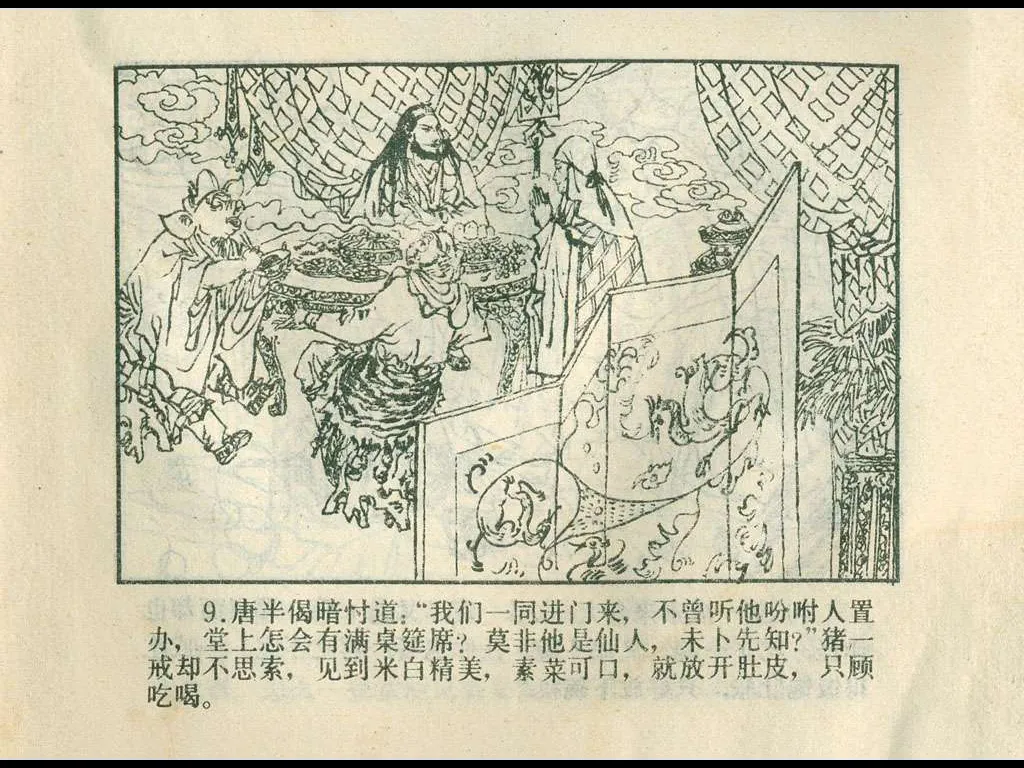 9.唐半偈暗忖道:“我们一同进门来，不曾听他吩咐人置
办，堂上怎会有满桌筵席？莫非他是仙人，未卜先知?”猪一
戒却不思索，见到米白精美，素菜可口，就放开肚皮，只顾
吃喝。